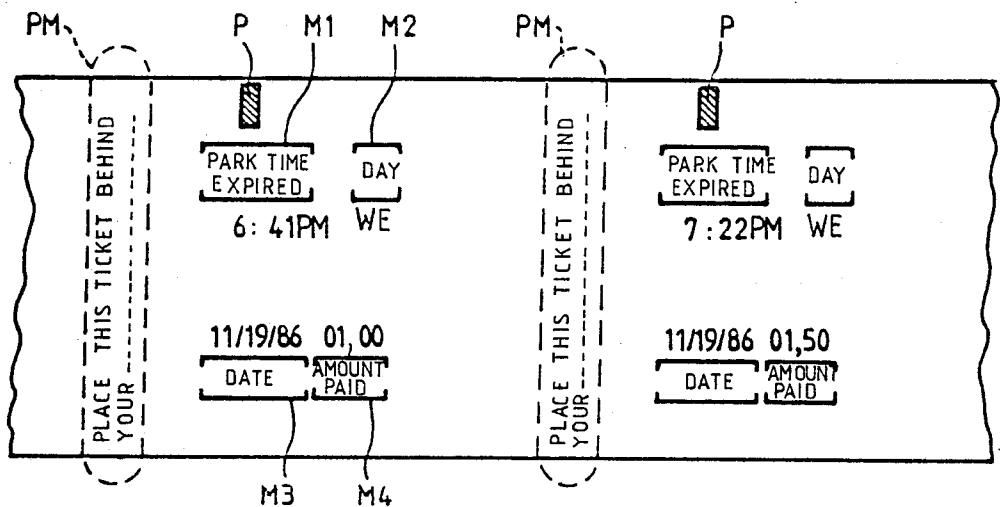 PM P M1 M2 PM P
PLACE THIS TICKET BEHIND
YOUR
PARK TIME
EXPIRED
DAY
6:41PM WE
11/19/86 01,00
DATE
AMOUNT
PAID
M3 M4
PLACE THIS TICKET BEHIND
YOUR
PARK TIME
EXPIRED
DAY
7:22PM WE
11/19/86 01,50
DATE
AMOUNT
PAID